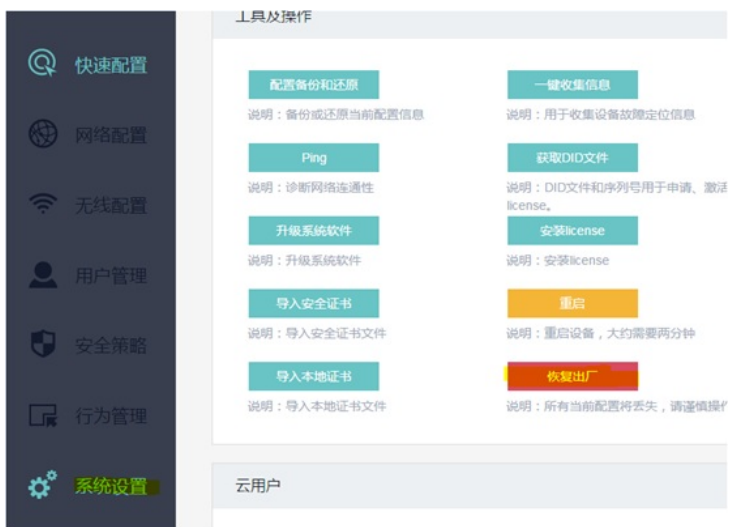 工具及操作
快速配置
网络配置
无线配置
用户管理
安全策略
行为管理
系统设置
配置备份和还原
说明：备份或还原当前配置信息
一键收集信息
说明：用于收集设备故障定位信息
Ping
说明：诊断网络连通性
获取DID文件
说明：DID文件和序列号用于申请、激活
license。
升级系统软件
说明：升级系统软件
安装license
说明：安装license
导入安全证书
说明：导入安全证书文件
重启
说明：重启设备，大约需要两分钟
导入本地证书
说明：导入本地证书文件
恢复出厂
说明：所有当前配置将丢失，请谨慎操作
云用户